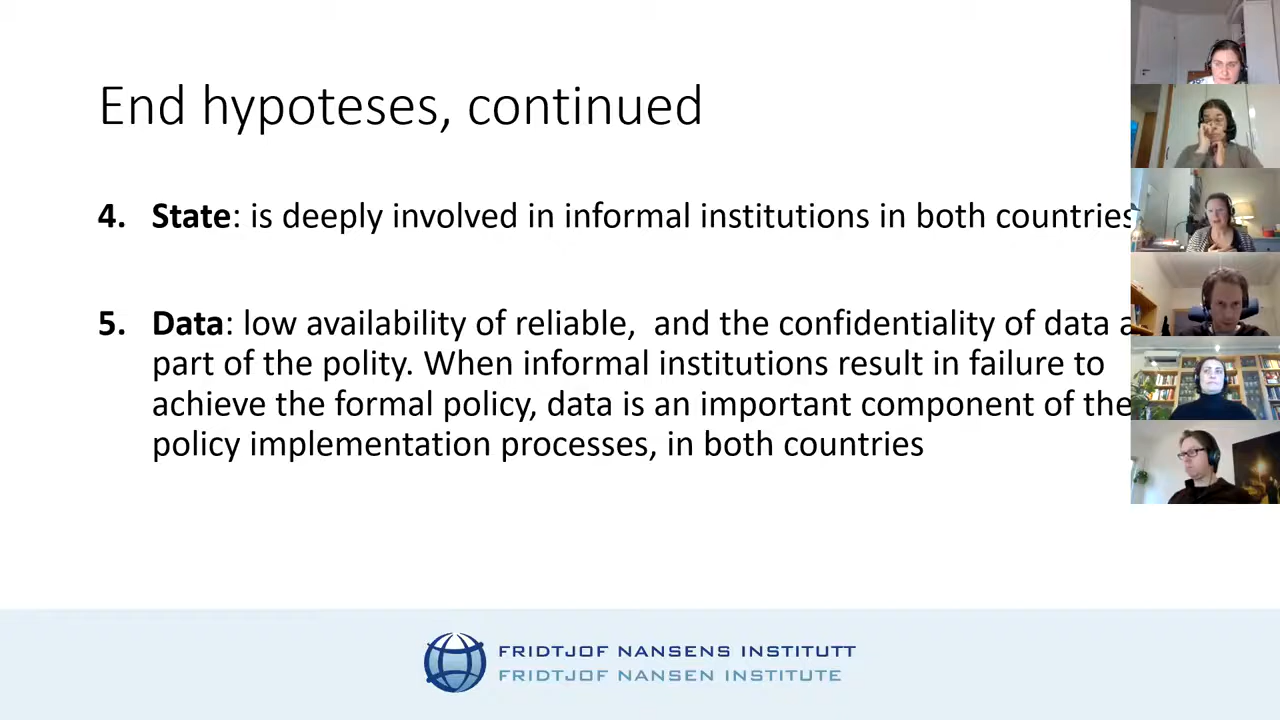 End hypoteses, continued
4. State: is deeply involved in informal institutions in both countries
5. Data: low availability of reliable, and the confidentiality of data
part of the polity. When informal institutions result in failure to
achieve the formal policy, data is an important component of the
policy implementation processes, in both countries
FRIDTJOF NANSENS INSTITUTT
FRIDTJOF NANSEN INSTITUTE